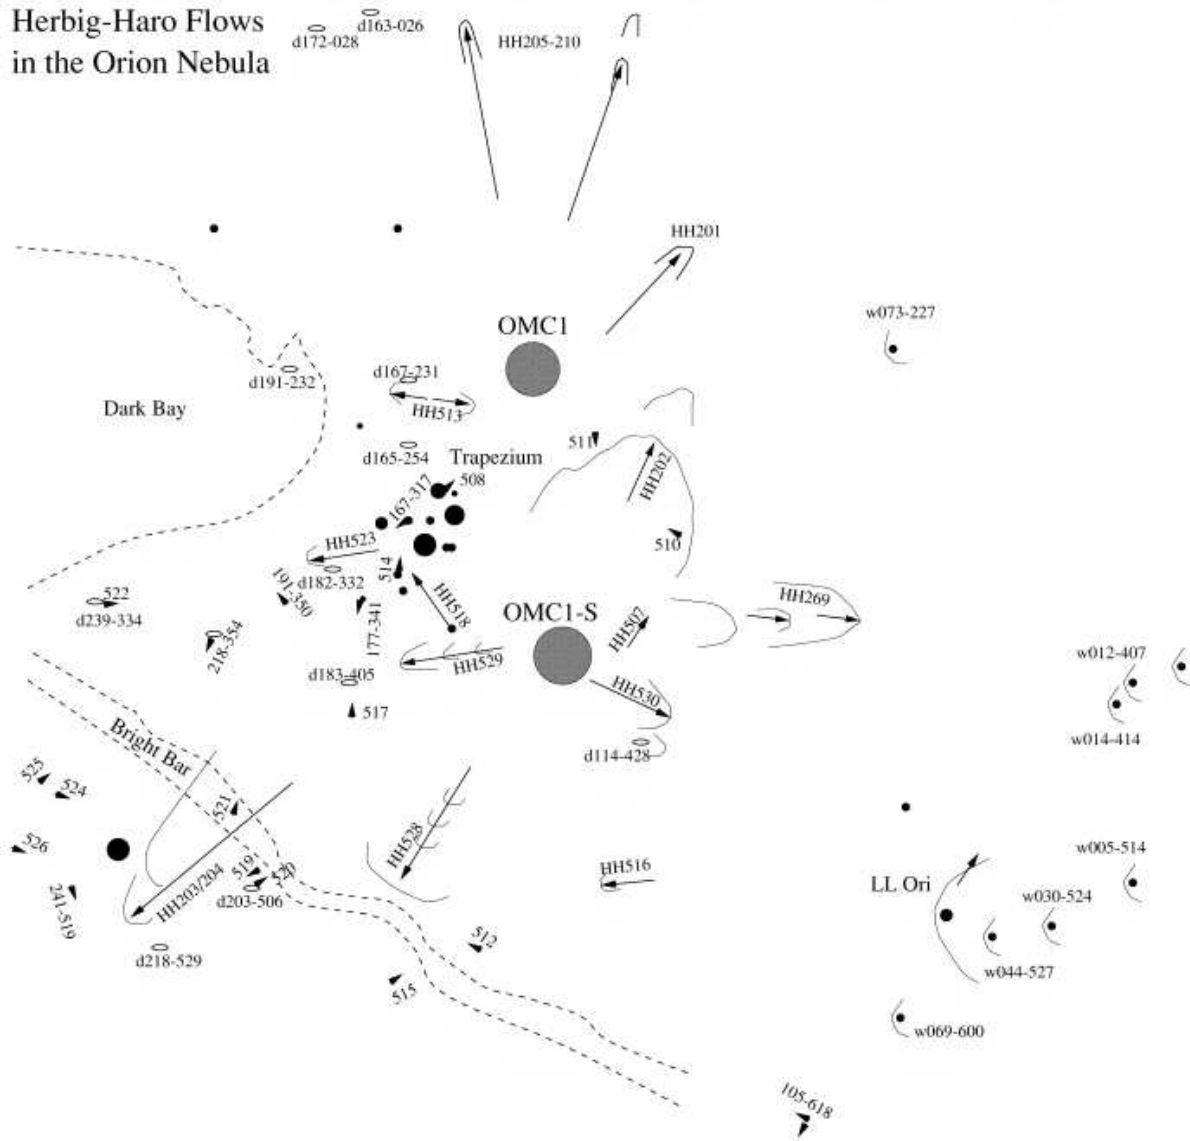 Herbig-Haro Flows
in the Orion Nebula
d163-026
d172-028
HH205-210
HH201
w073-227
OMC1
d191-232
d167-231
HH513
Dark Bay
511
d165-254
Trapezium
508
HH202
167-317
510
HH523
514
d182-332
191-350
HH518
522
d239-334
218-354
177-341
OMC1-S
HH507
HH269
HH529
w012-407
d183-405
HH530
517
w014-414
Bright Bar
d114-428
525
524
521
526
HH528
519
520
HH516
w005-514
LL Ori
w030-524
HH203/204
d203-506
241-519
512
d218-529
w044-527
515
w069-600
105-618